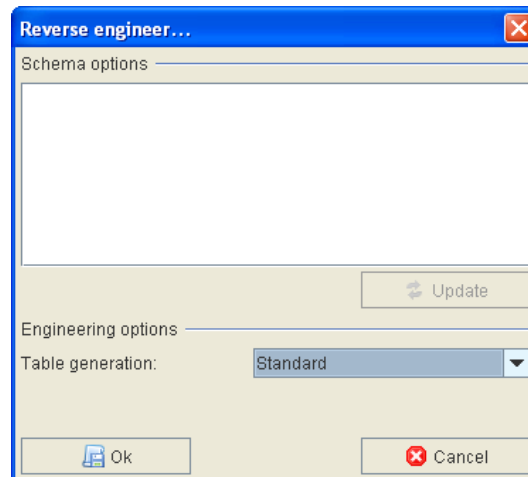 Reverse engineer...
Schema options
Update
Engineering options
Table generation: Standard
Ok Cancel